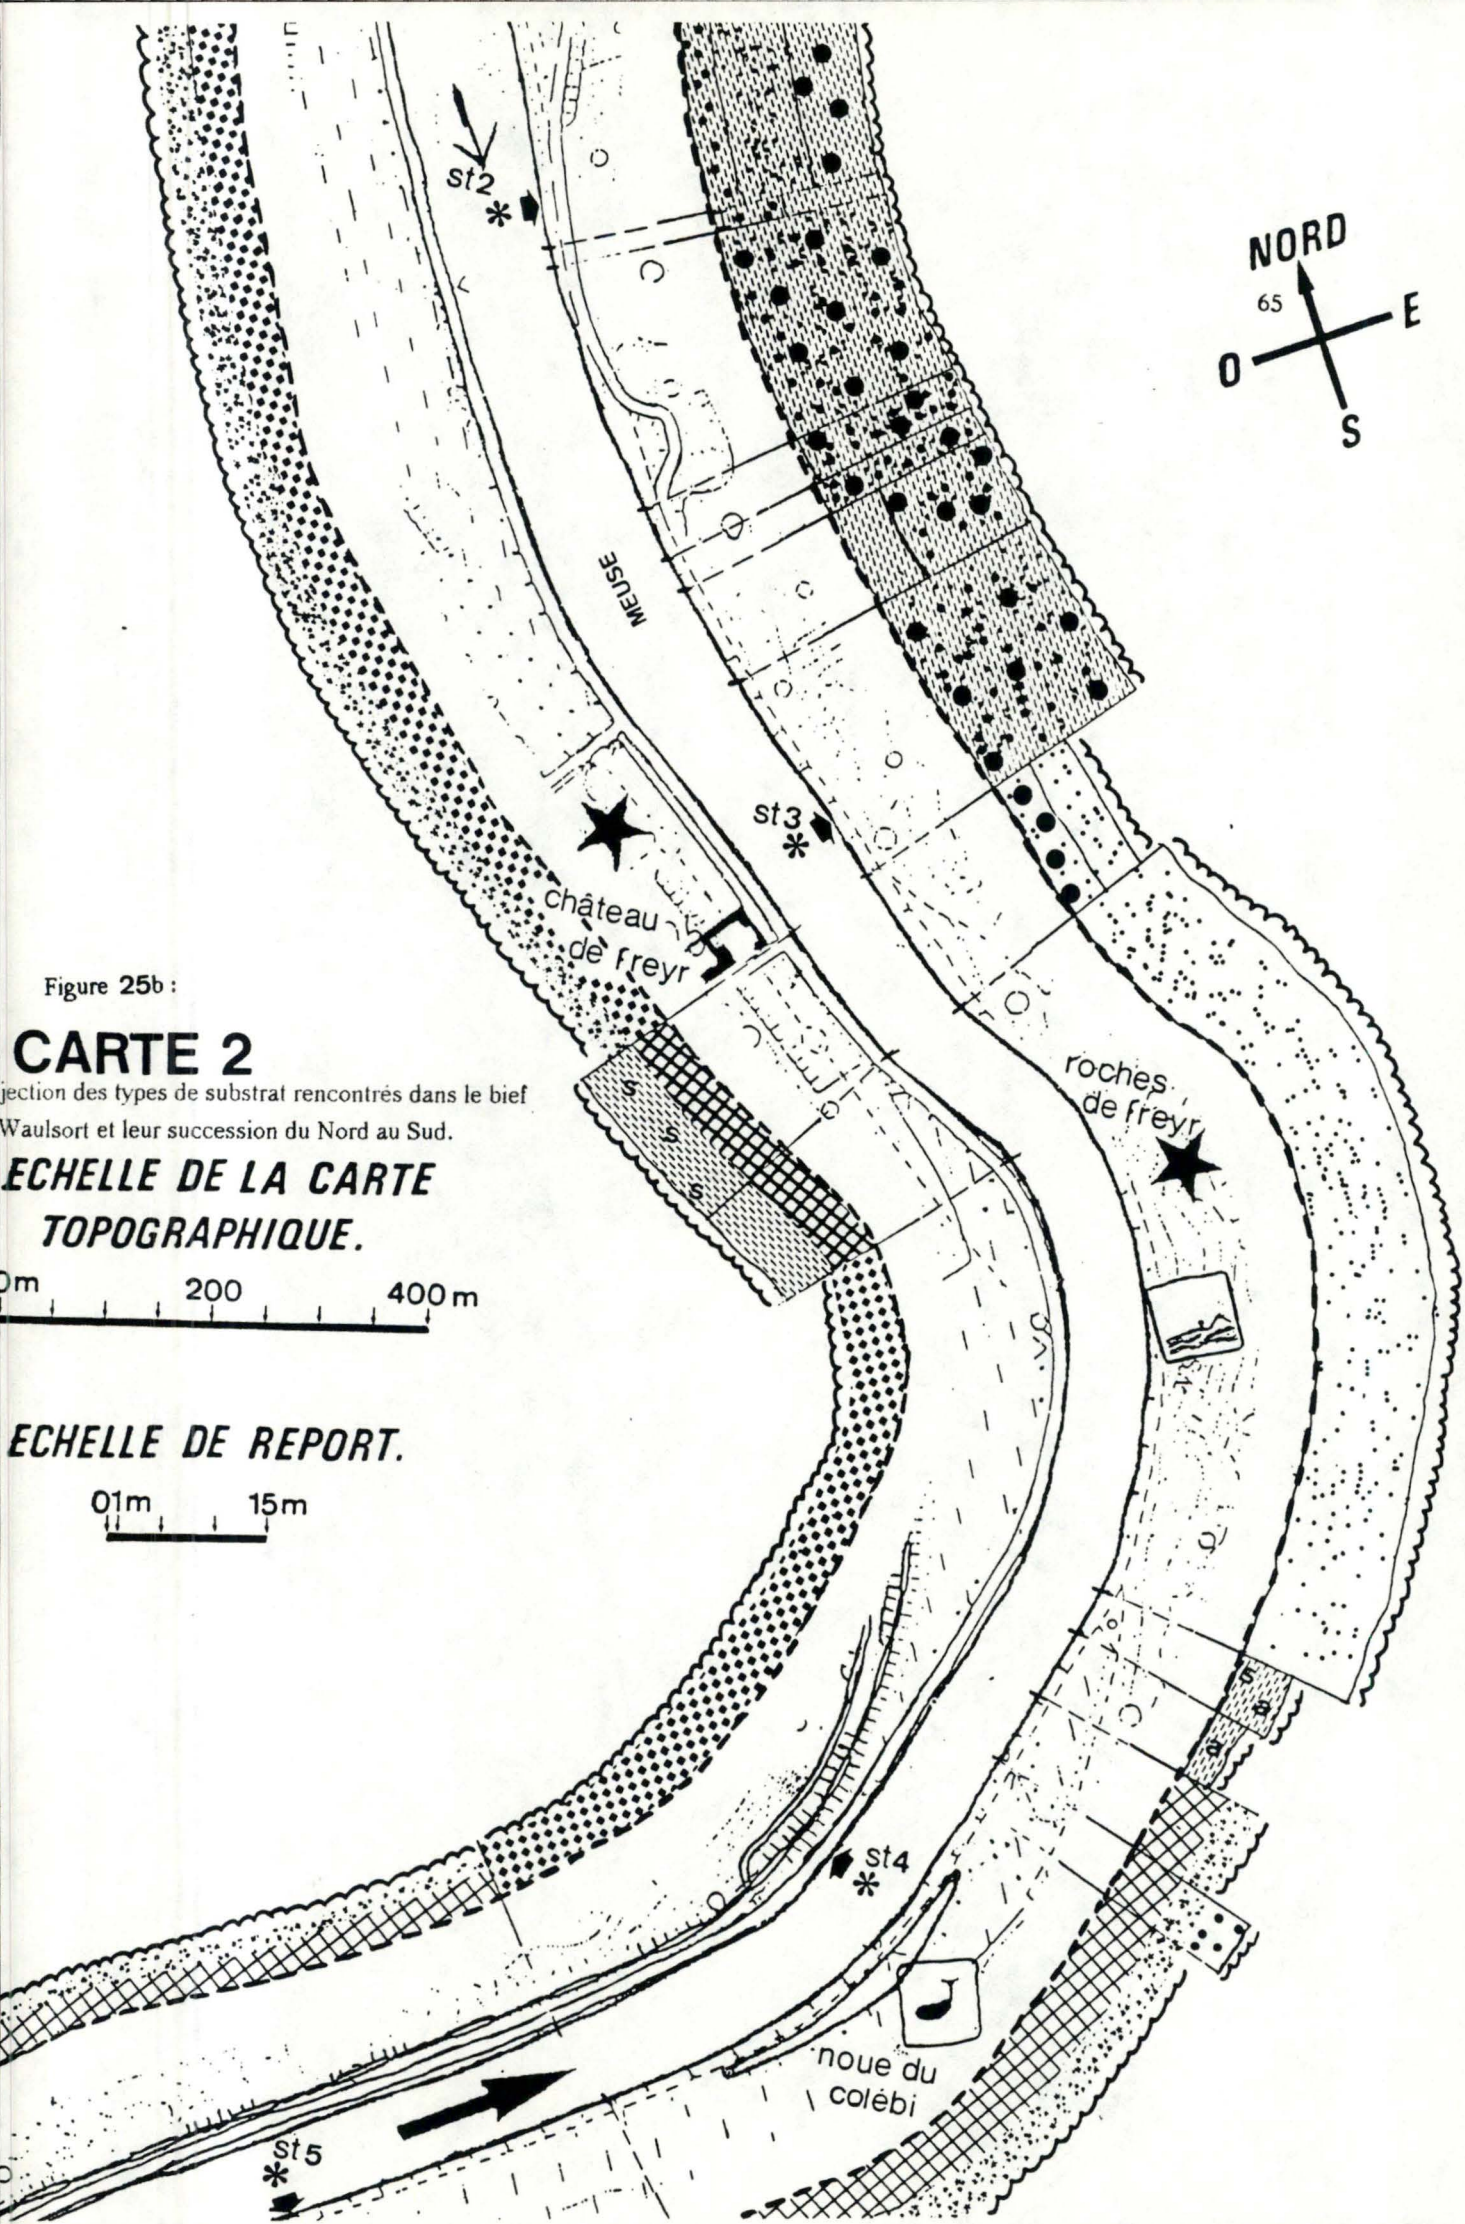 st2
NORD
65
E
O
S
MEUSE
st3
château
de freyr
Figure 25b :
CARTE 2
jection des types de substrat rencontrés dans le bief
Waulsort et leur succession du Nord au Sud.
ECHELLE DE LA CARTE
TOPOGRAPHIQUE.
0m 200 400m
roches
de freyr
S
S
S
ECHELLE DE REPORT.
01m 15m
S
a
a
st4
noue du
colébi
st5